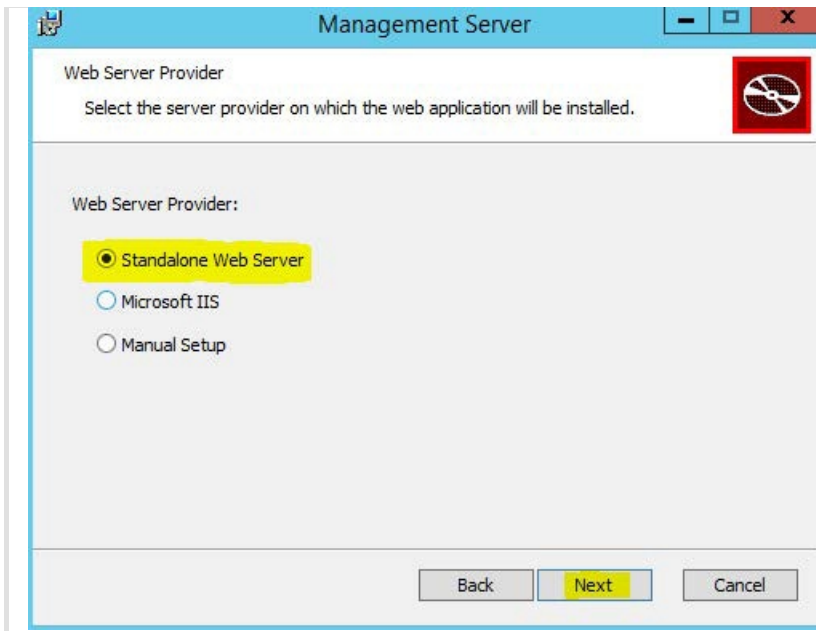 Management Server
Web Server Provider
Select the server provider on which the web application will be installed.
Web Server Provider:
Standalone Web Server
Microsoft IIS
Manual Setup
Back
Next
Cancel